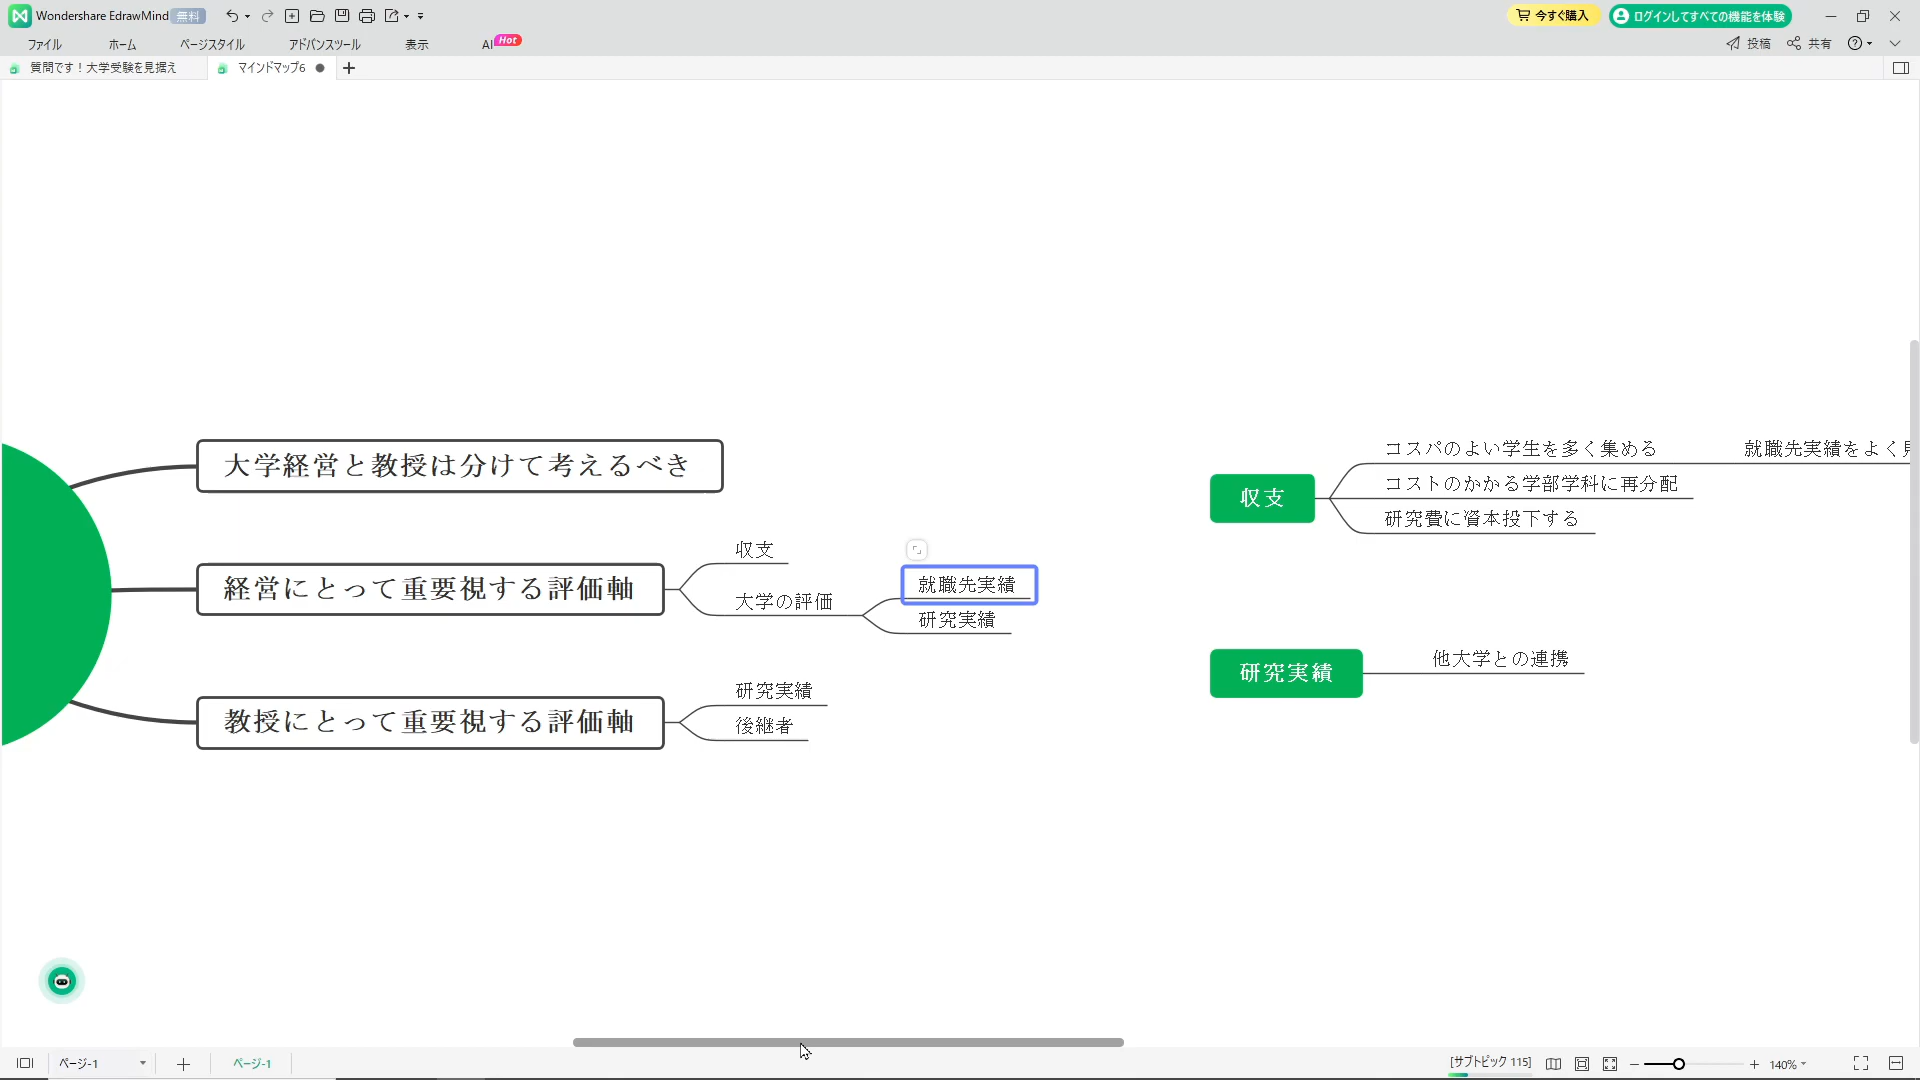 Wondershare EdrawMind 無料
今すぐ購入
ログインしてすべての機能を体験
ファイル ホーム ページスタイル アドバンスツール 表示 AI Hot
投稿 共有
質問です！大学受験を見据え
マインドマップ6
大学経営と教授は分けて考えるべき
経営にとって重要視する評価軸
収支
大学の評価
就職先実績
研究実績
教授にとって重要視する評価軸
研究実績
後継者
収支
コスパのよい学生を多く集める
就職先実績をよく
コストのかかる学部学科に再分配
研究費に資本投下する
研究実績
他大学との連携
ページ-1
ページ-1
[サブトピック 115]
140%